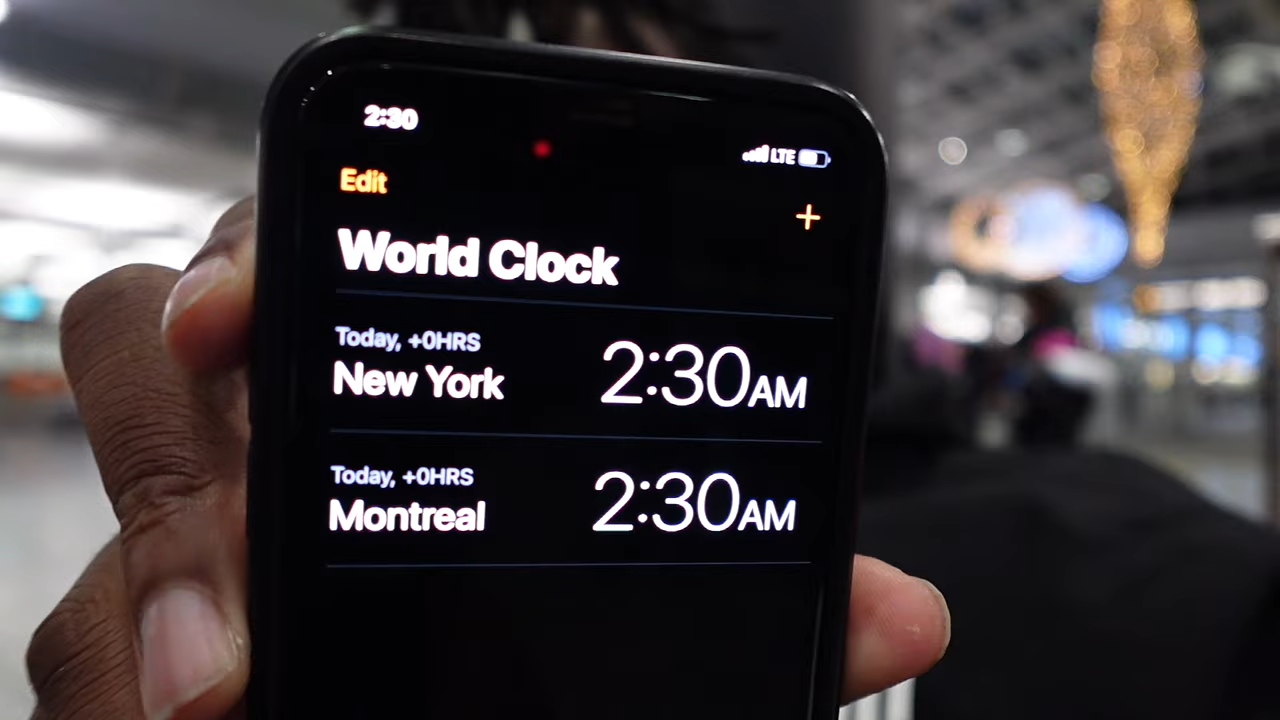 2:30
LTE
Edit
+
World Clock
Today, +0HRS
New York
2:30AM
Today, +0HRS
Montreal
2:30AM